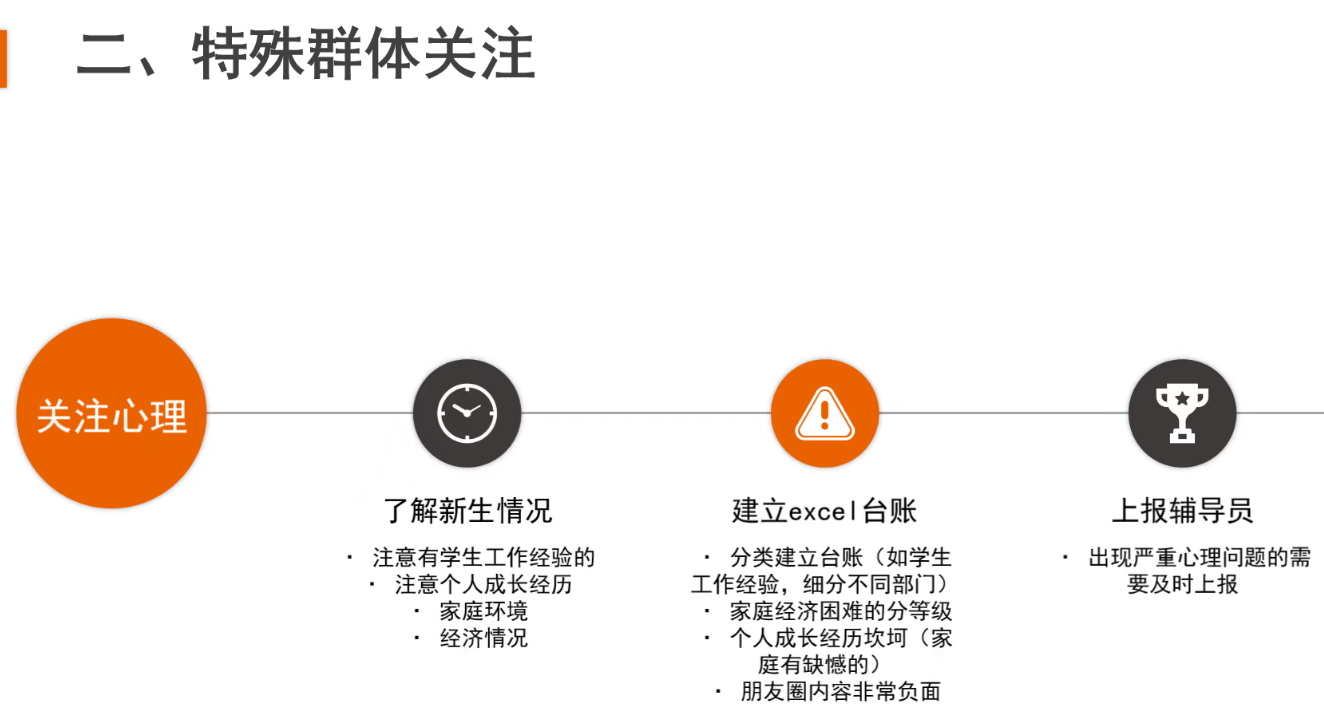 二、特殊群体关注
关注心理
了解新生情况
· 注意有学生工作经验的
· 注意个人成长经历
· 家庭环境
· 经济情况
建立excel台账
· 分类建立台账（如学生
工作经验，细分不同部门）
· 家庭经济困难的分等级
· 个人成长经历坎坷（家
庭有缺憾的）
· 朋友圈内容非常负面
上报辅导员
· 出现严重心理问题的需
要及时上报